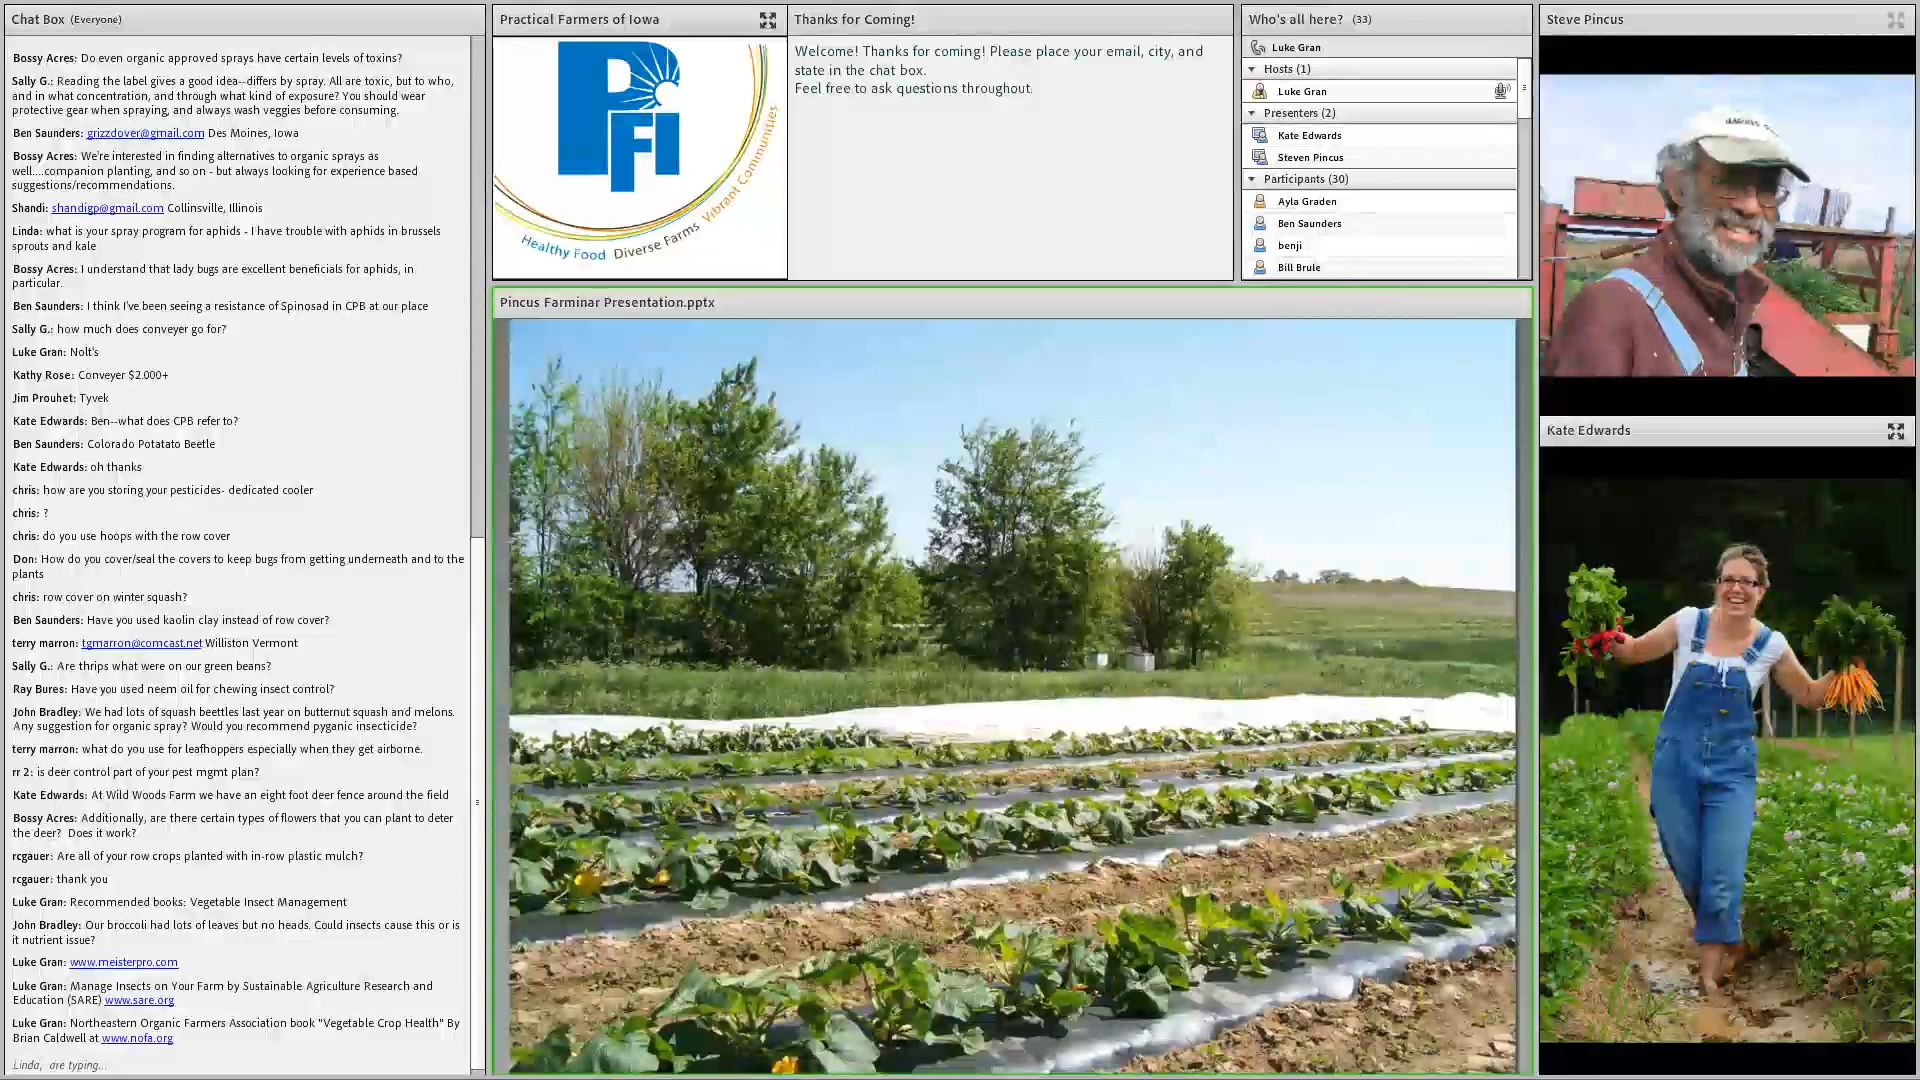 Chat Box (Everyone)
Bossy Acres: Do even organic approved sprays have certain levels of toxins?
Sally G.: Reading the label gives a good idea--differs by spray. All are toxic, but to who,
and in what concentration, and through what kind of exposure? You should wear
protective gear when spraying, and always wash veggies before consuming.
Ben Saunders: grizzdover@gmail.com Des Moines, Iowa
Bossy Acres: We're interested in finding alternatives to organic sprays as
well....companion planting, and so on - but always looking for experience based
suggestions/recommendations.
Shandi: shandigp@gmail.com Collinsville, Illinois
Linda: what is your spray program for aphids - I have trouble with aphids in brussels
sprouts and kale
Bossy Acres: I understand that lady bugs are excellent beneficials for aphids, in
particular.
Ben Saunders: I think I've been seeing a resistance of Spinosad in CPB at our place
Sally G.: how much does conveyer go for?
Luke Gran: Nolt's
Kathy Rose: Conveyer $2.000+
Jim Prouhet: Tyvek
Kate Edwards: Ben--what does CPB refer to?
Ben Saunders: Colorado Potatato Beetle
Kate Edwards: oh thanks
chris: how are you storing your pesticides- dedicated cooler
chris: ?
chris: do you use hoops with the row cover
Don: How do you cover/seal the covers to keep bugs from getting underneath and to the
plants
chris: row cover on winter squash?
Ben Saunders: Have you used kaolin clay instead of row cover?
terry marron: tgmarron@comcast.net Williston Vermont
Sally G.: Are thrips what were on our green beans?
Ray Bures: Have you used neem oil for chewing insect control?
John Bradley: We had lots of squash beettles last year on butternut squash and melons.
Any suggestion for organic spray? Would you recommend pyganic insecticide?
terry marron: what do you use for leafhoppers especially when they get airborne.
rr 2: is deer control part of your pest mgmt plan?
Kate Edwards: At Wild Woods Farm we have an eight foot deer fence around the field
Bossy Acres: Additionally, are there certain types of flowers that you can plant to deter
the deer? Does it work?
rcgauer: Are all of your row crops planted with in-row plastic mulch?
rcgauer: thank you
Luke Gran: Recommended books: Vegetable Insect Management
John Bradley: Our broccoli had lots of leaves but no heads. Could insects cause this or is
it nutrient issue?
Luke Gran: www.meisterpro.com
Luke Gran: Manage Insects on Your Farm by Sustainable Agriculture Research and
Education (SARE) www.sare.org
Luke Gran: Northeastern Organic Farmers Association book "Vegetable Crop Health" By
Brian Caldwell at www.nofa.org
Linda, are typing...
Practical Farmers of Iowa
PFI
Healthy Food Diverse Farms Vibrant Communities
Thanks for Coming!
Welcome! Thanks for coming! Please place your email, city, and
state in the chat box.
Feel free to ask questions throughout.
Who's all here? (33)
Luke Gran
Hosts (1)
Luke Gran
Presenters (2)
Kate Edwards
Steven Pincus
Participants (30)
Ayla Graden
Ben Saunders
benji
Bill Brule
Pincus Farminar Presentation.pptx
Steve Pincus
Kate Edwards